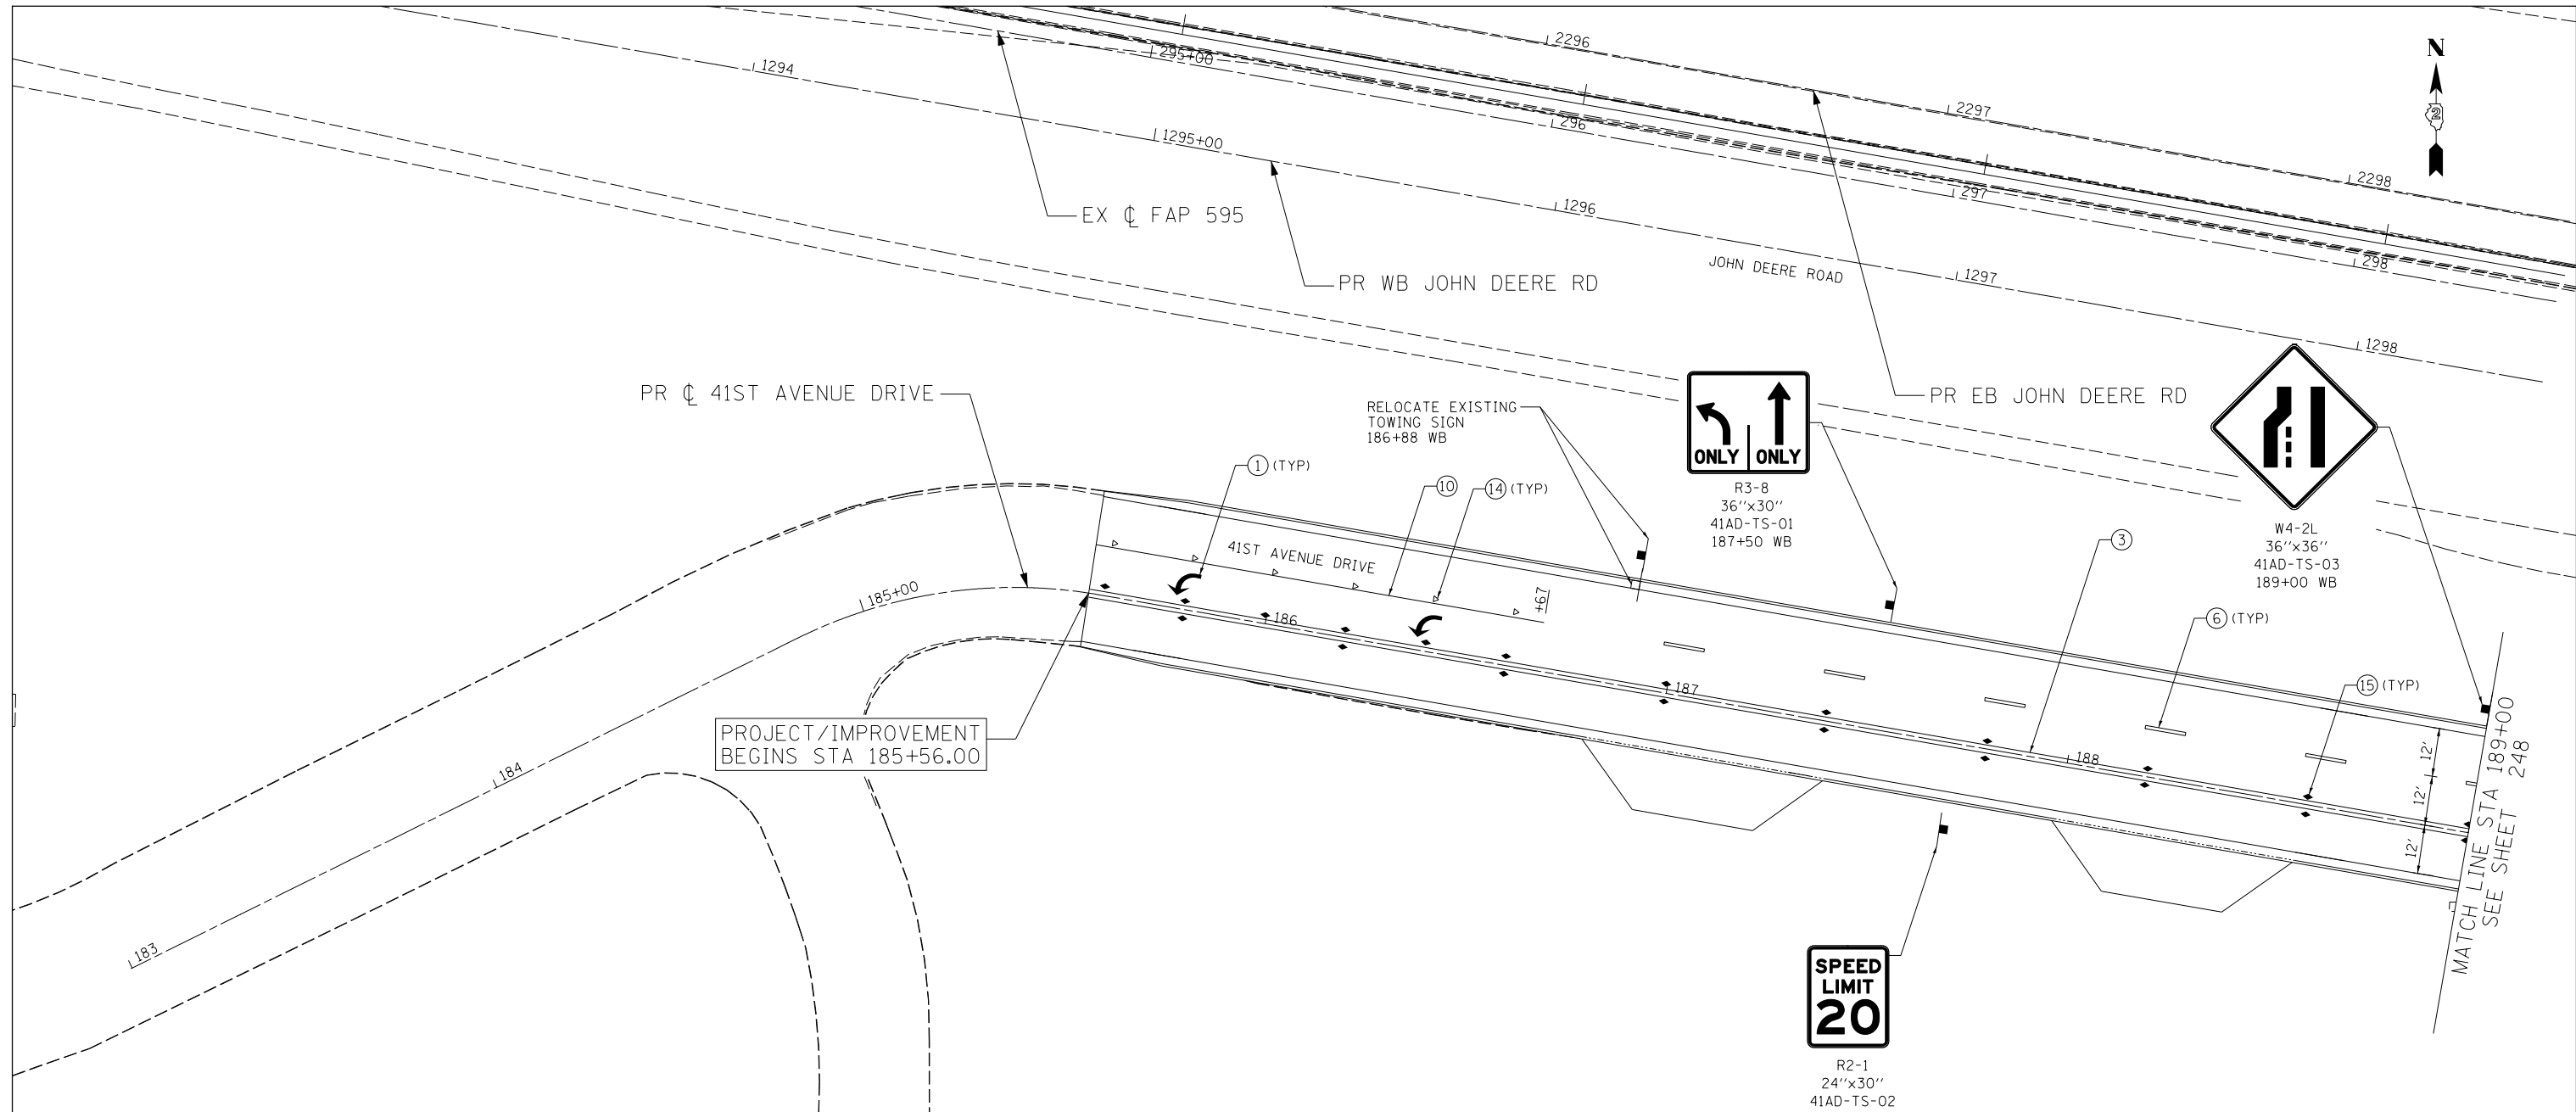 2296
N
295+00
1294
2297
2
296
1295+00
2298
297
1296
EX ℄ FAP 595
298
JOHN DEERE ROAD
1297
PR WB JOHN DEERE RD
1298
PR ℄ 41ST AVENUE DRIVE
PR EB JOHN DEERE RD
RELOCATE EXISTING
TOWING SIGN
186+88 WB
ONLY ONLY
R3-8
36"x30"
41AD-TS-01
187+50 WB
W4-2L
36"x36"
41AD-TS-03
189+00 WB
1 (TYP)
10
14 (TYP)
3
41ST AVENUE DRIVE
185+00
+67
186
6 (TYP)
187
15 (TYP)
PROJECT/IMPROVEMENT
BEGINS STA 185+56.00
188
184
12'
12'
12'
MATCH LINE STA 189+00
SEE SHEET 248
183
SPEED
LIMIT
20
R2-1
24"x30"
41AD-TS-02